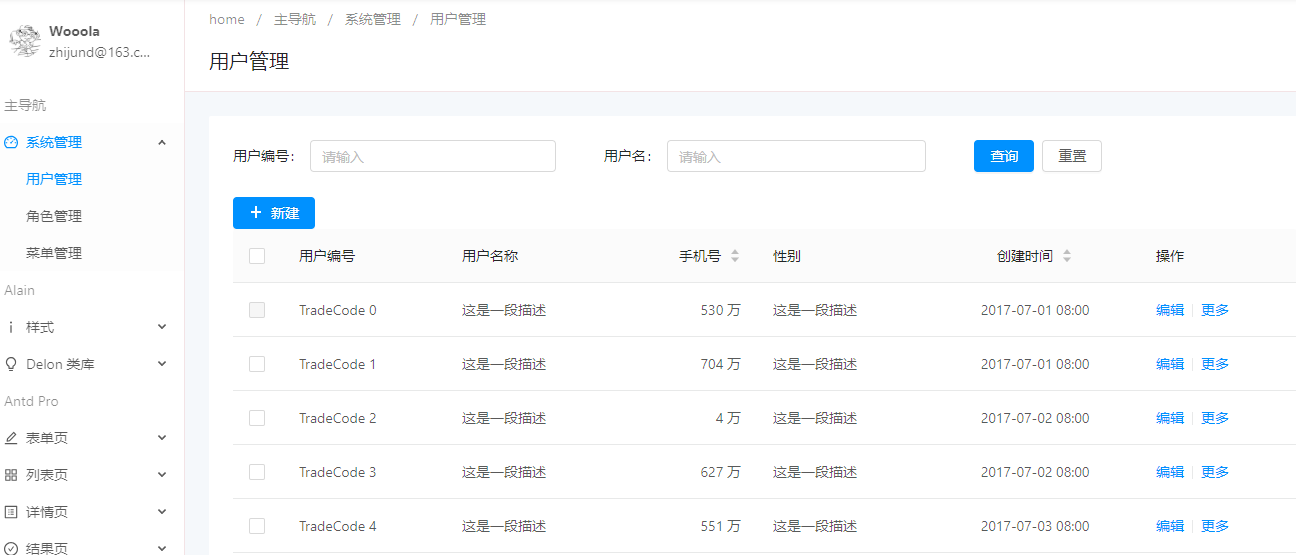 Wooola
zhijund@163.c...
主导航
系统管理
用户管理
角色管理
菜单管理
Alain
样式
Delon 类库
Antd Pro
表单页
列表页
详情页
结果页
home / 主导航 / 系统管理 / 用户管理
用户管理
用户编号: 请输入 用户名: 请输入 查询 重置
+ 新建
用户编号 用户名称 手机号 性别 创建时间 操作
TradeCode 0 这是一段描述 530 万 这是一段描述 2017-07-01 08:00 编辑 更多
TradeCode 1 这是一段描述 704 万 这是一段描述 2017-07-01 08:00 编辑 更多
TradeCode 2 这是一段描述 4 万 这是一段描述 2017-07-02 08:00 编辑 更多
TradeCode 3 这是一段描述 627 万 这是一段描述 2017-07-02 08:00 编辑 更多
TradeCode 4 这是一段描述 551 万 这是一段描述 2017-07-03 08:00 编辑 更多